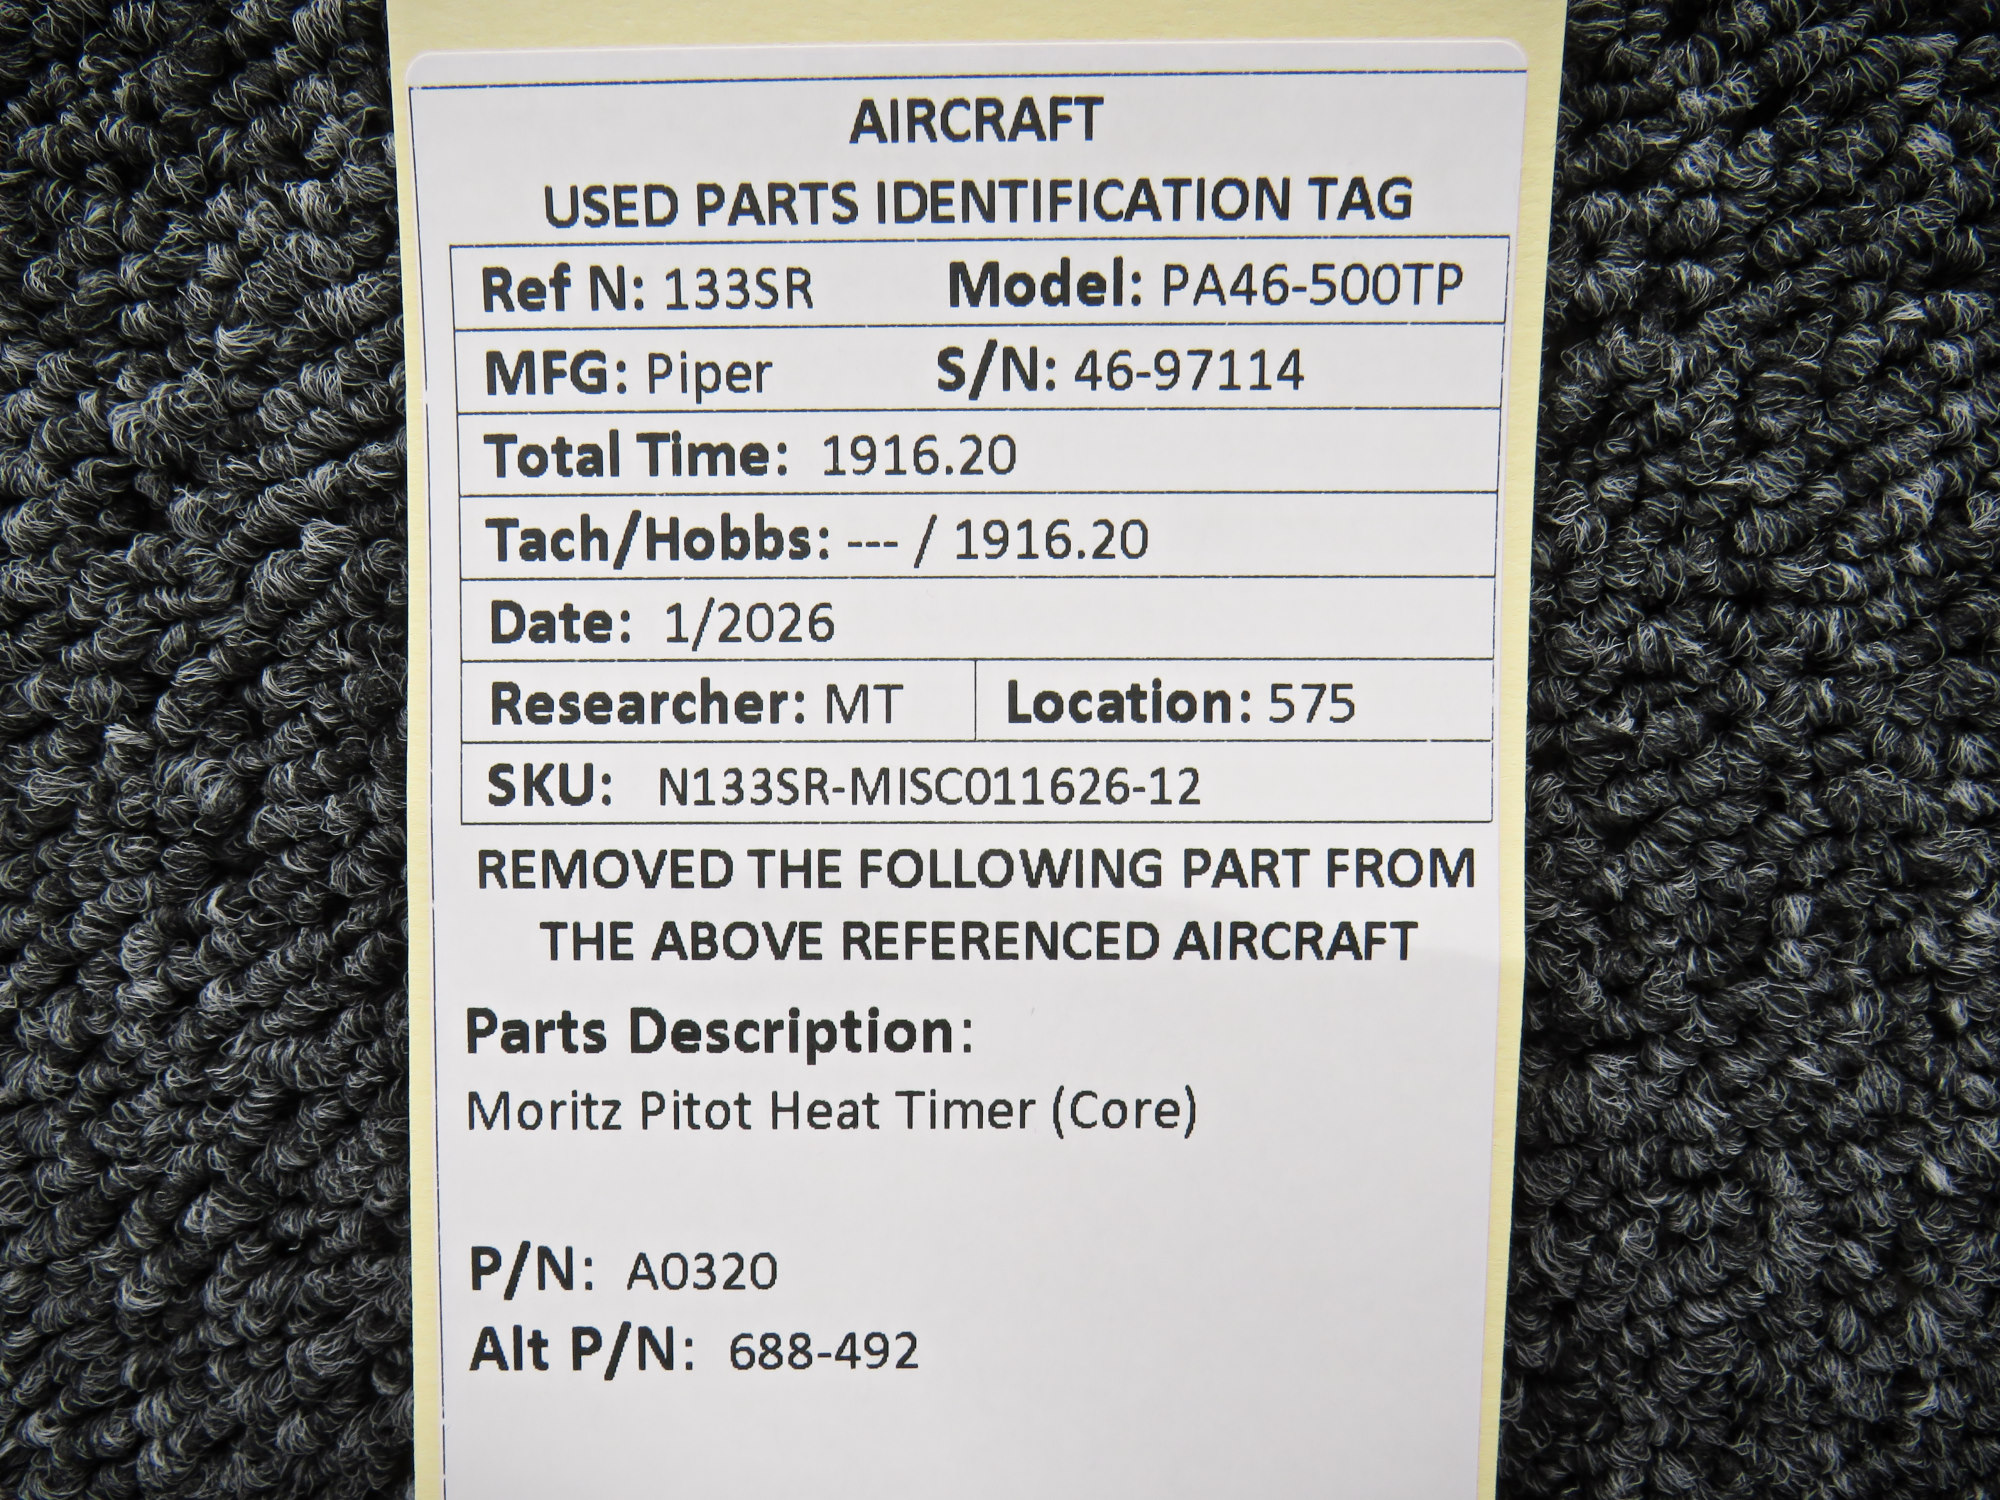 AIRCRAFT
USED PARTS IDENTIFICATION TAG
Ref N: 133SR Model: PA46-500TP
MFG: Piper S/N: 46-97114
Total Time: 1916.20
Tach/Hobbs: --- / 1916.20
Date: 1/2026
Researcher: MT Location: 575
SKU: N133SR-MISC011626-12
REMOVED THE FOLLOWING PART FROM
THE ABOVE REFERENCED AIRCRAFT
Parts Description:
Moritz Pitot Heat Timer (Core)
P/N: A0320
Alt P/N: 688-492